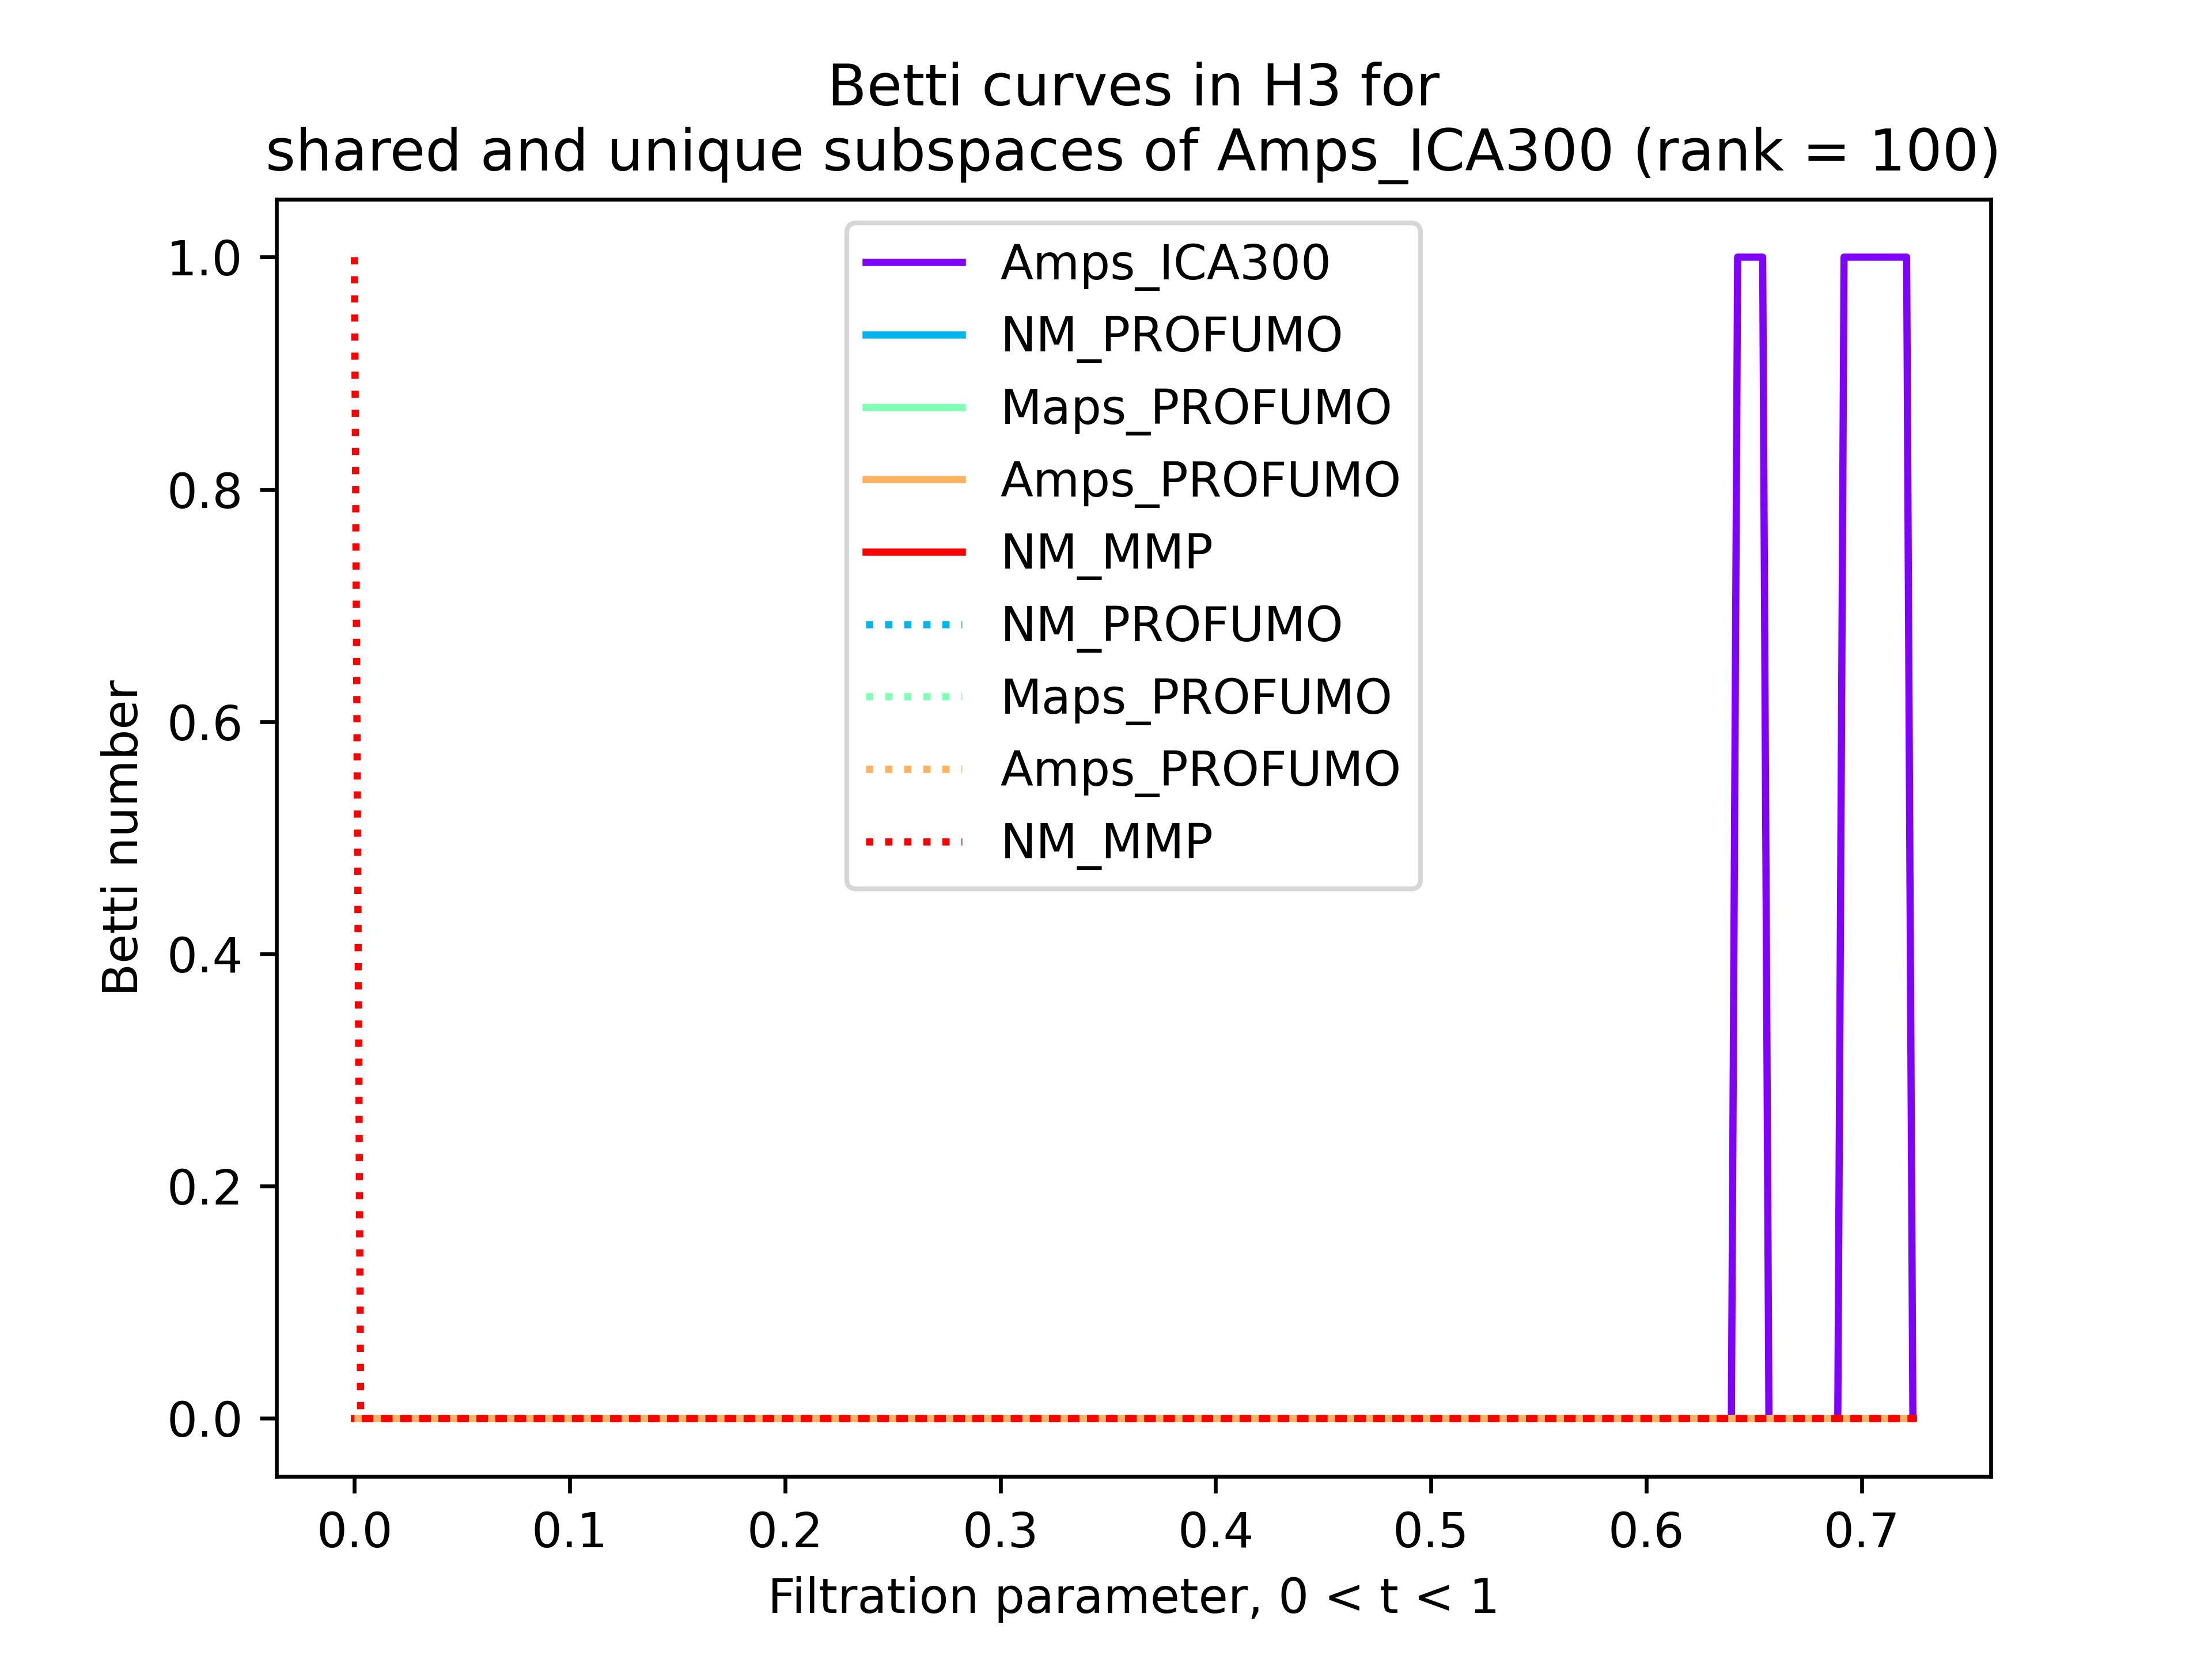 Betti curves in H3 for
shared and unique subspaces of Amps_ICA300 (rank = 100)
Amps_ICA300
NM_PROFUMO
Maps_PROFUMO
Amps_PROFUMO
NM_MMP
NM_PROFUMO
Maps_PROFUMO
Amps_PROFUMO
NM_MMP
Betti number
1.0
0.8
0.6
0.4
0.2
0.0
0.0 0.1 0.2 0.3 0.4 0.5 0.6 0.7
Filtration parameter, 0 < t < 1